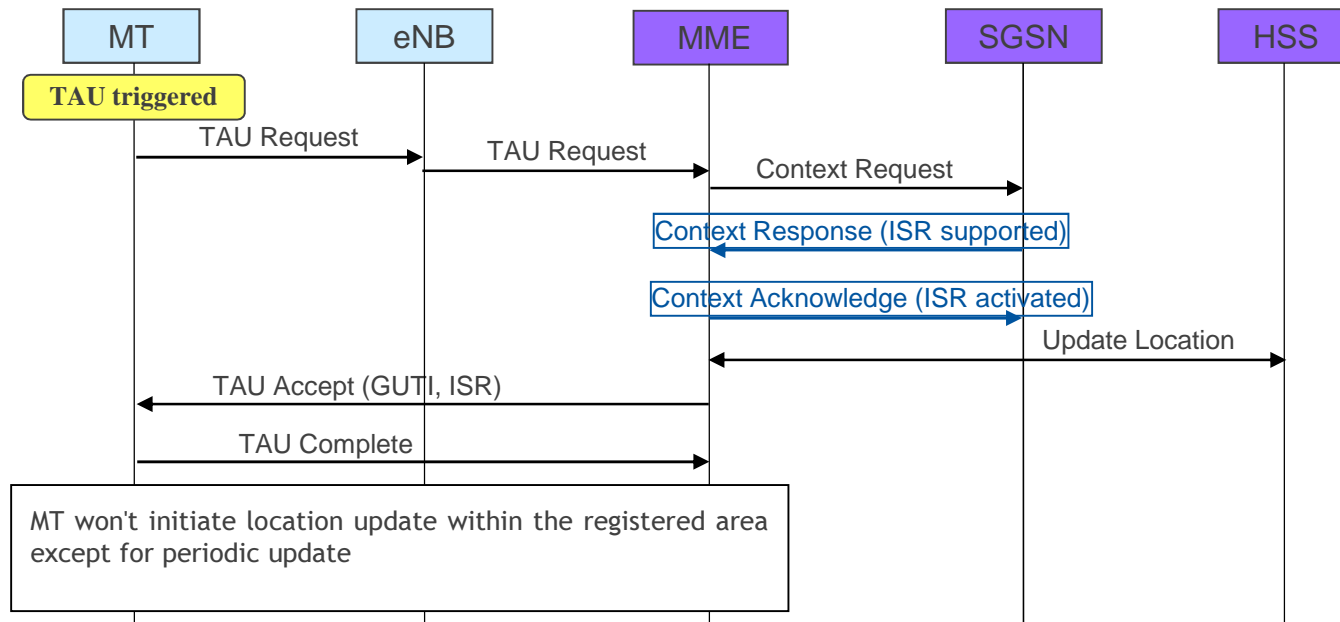 MT
eNB
MME
SGSN
HSS
TAU triggered
TAU Request
TAU Request
Context Request
Context Response (ISR supported)
Context Acknowledge (ISR activated)
Update Location
TAU Accept (GUTI, ISR)
TAU Complete
MT won't initiate location update within the registered area
except for periodic update